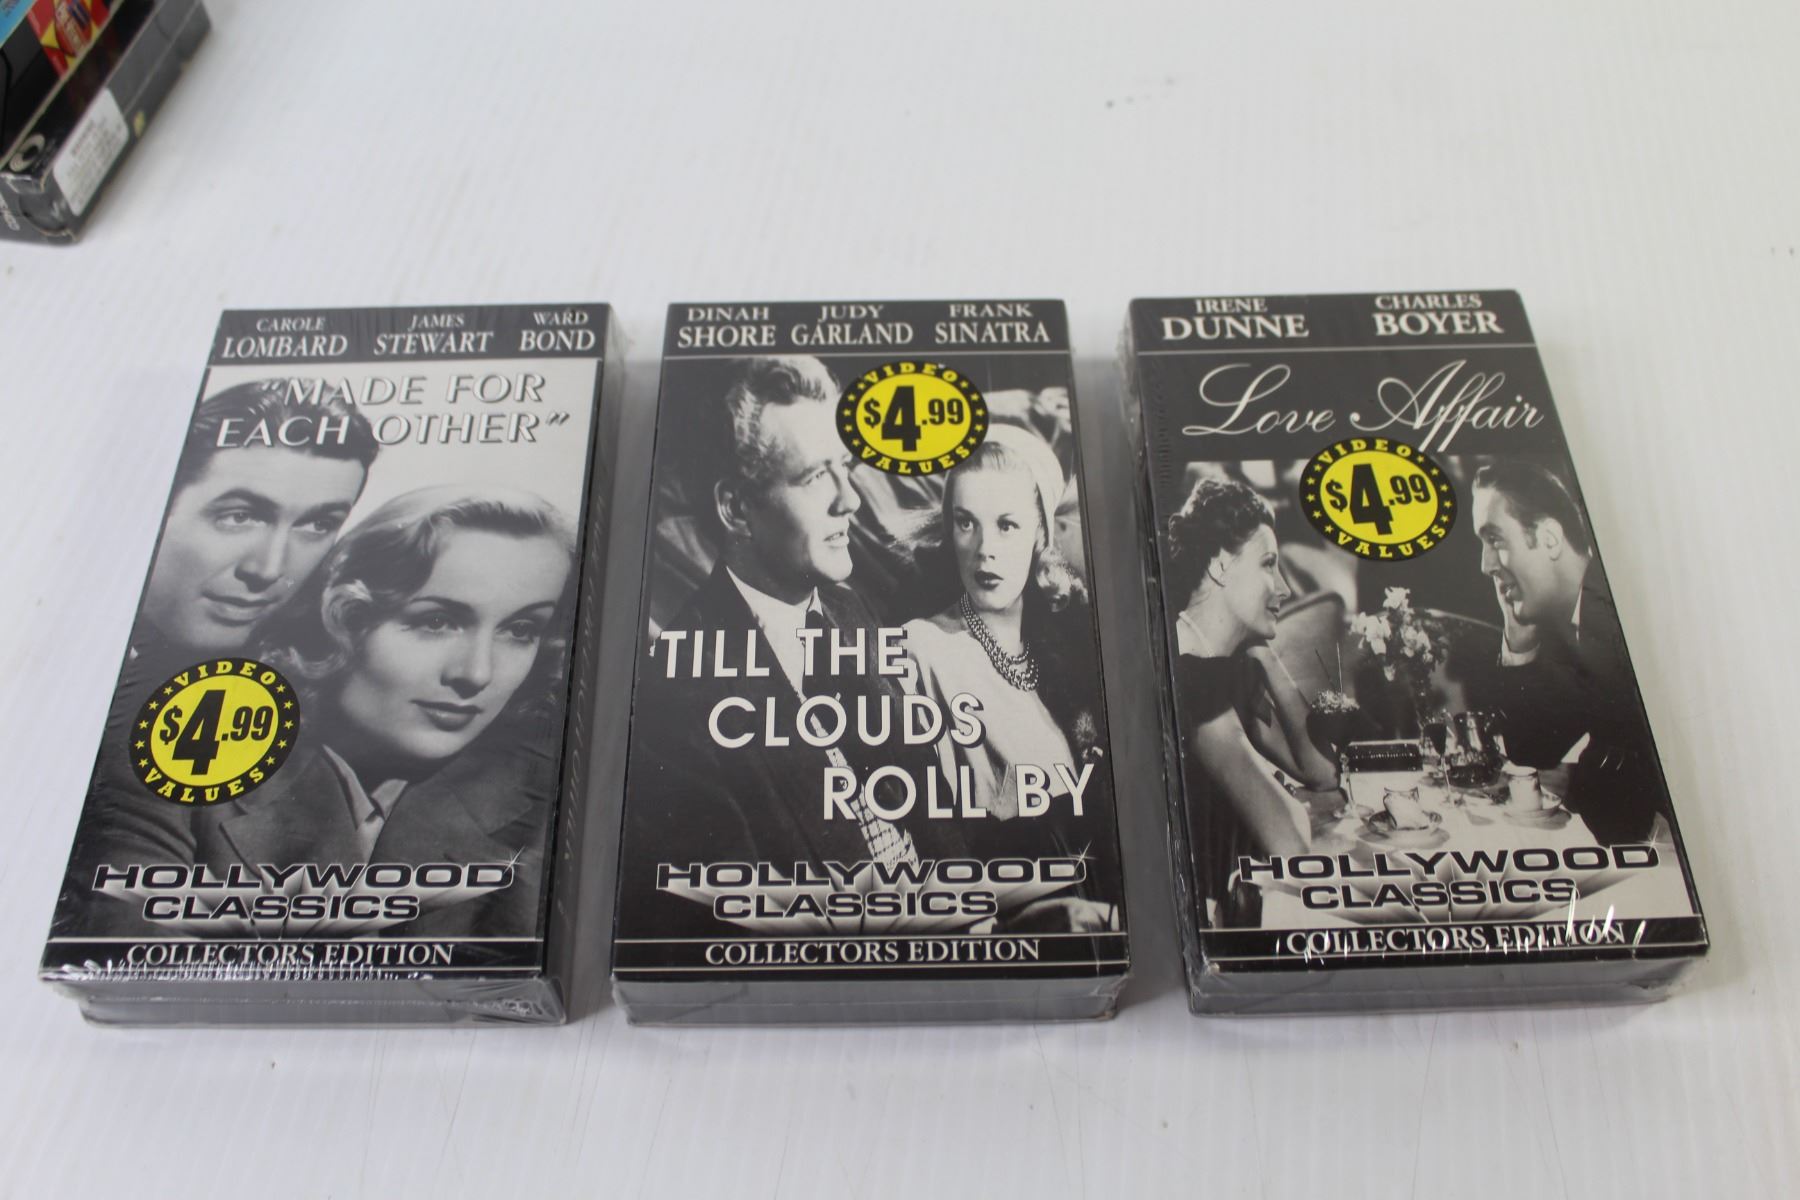 CAROLE JAMES WARD
LOMBARD STEWART BOND
"MADE FOR
EACH OTHER"
VIDEO
$4.99
VALUES
HOLLYWOOD
CLASSICS
COLLECTORS EDITION
DINAH JUDY FRANK
SHORE GARLAND SINATRA
VIDEO
$4.99
VALUES
TILL THE
CLOUDS
ROLL BY
HOLLYWOOD
CLASSICS
COLLECTORS EDITION
IRENE CHARLES
DUNNE BOYER
Love Affair
VIDEO
$4.99
VALUES
HOLLYWOOD
CLASSICS
COLLECTORS EDITION